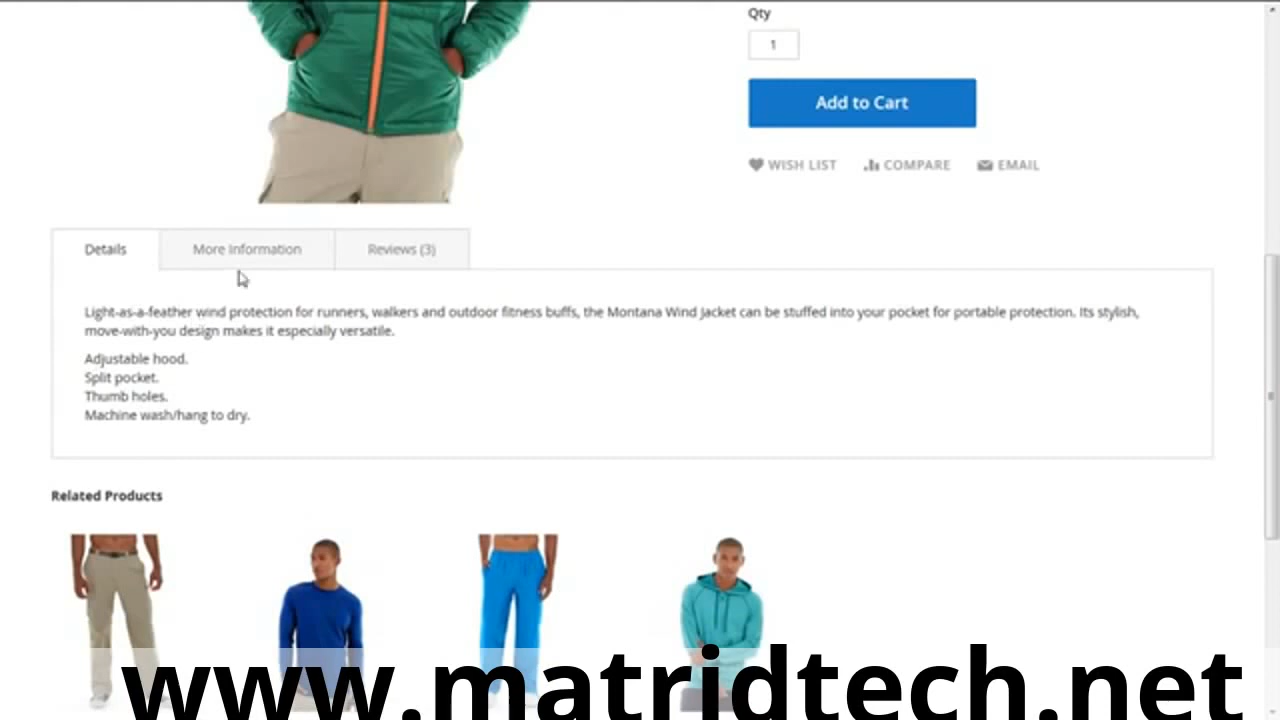 Qty
1
Add to Cart
WISH LIST COMPARE EMAIL
Details More Information Reviews (3)
Light-as-a-feather wind protection for runners, walkers and outdoor fitness buffs, the Montana Wind Jacket can be stuffed into your pocket for portable protection. Its stylish,
move-with-you design makes it especially versatile.
Adjustable hood.
Split pocket.
Thumb holes.
Machine wash/hang to dry.
Related Products
www.matridtech.net